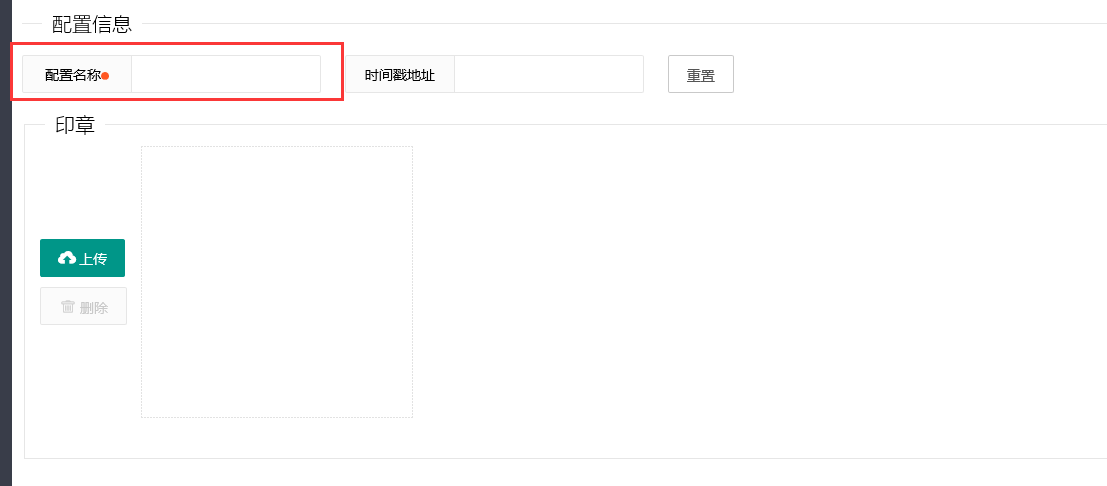 配置信息
配置名称 时间戳地址 重置
印章
上传
删除